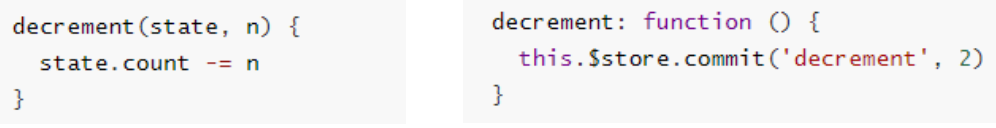 decrement(state, n) {
  state.count -= n
}
decrement: function () {
  this.$store.commit('decrement', 2)
}